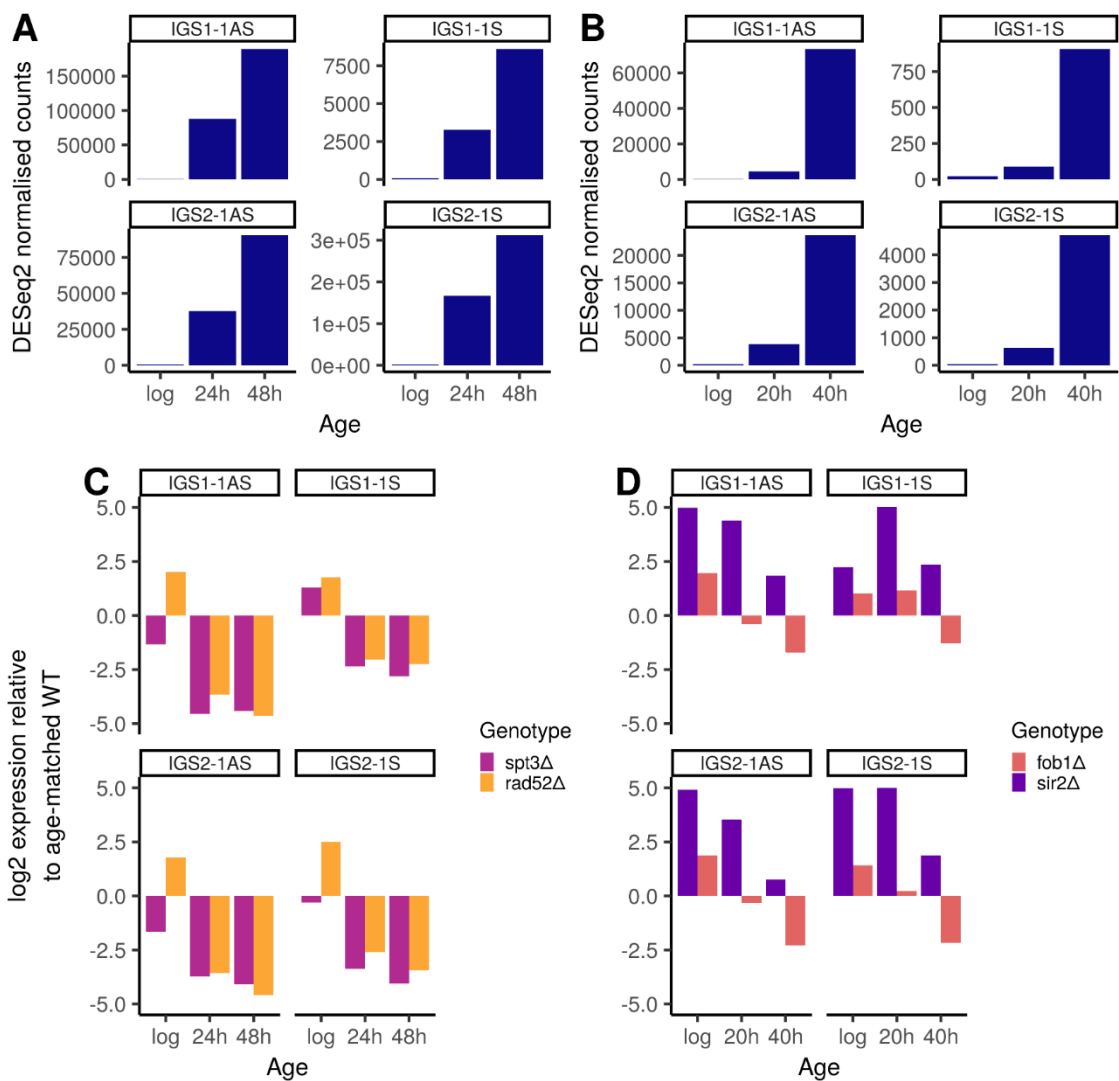 A
DESeq2 normalised counts
IGS1-1AS
150000
100000
50000
0
IGS1-1S
7500
5000
2500
0
IGS2-1AS
75000
50000
25000
0
IGS2-1S
3e+05
2e+05
1e+05
0e+00
log 24h 48h
log 24h 48h
Age
B
DESeq2 normalised counts
IGS1-1AS
60000
40000
20000
0
IGS1-1S
750
500
250
0
IGS2-1AS
20000
15000
10000
5000
0
IGS2-1S
4000
3000
2000
1000
0
log 20h 40h
log 20h 40h
Age
C
log2 expression relative
to age-matched WT
IGS1-1AS
IGS1-1S
5.0
2.5
0.0
-2.5
-5.0
IGS2-1AS
IGS2-1S
5.0
2.5
0.0
-2.5
-5.0
log 24h 48h
log 24h 48h
Age
Genotype
spt3Δ
rad52Δ
D
IGS1-1AS
IGS1-1S
5.0
2.5
0.0
-2.5
-5.0
IGS2-1AS
IGS2-1S
5.0
2.5
0.0
-2.5
-5.0
log 20h 40h
log 20h 40h
Age
Genotype
fob1Δ
sir2Δ